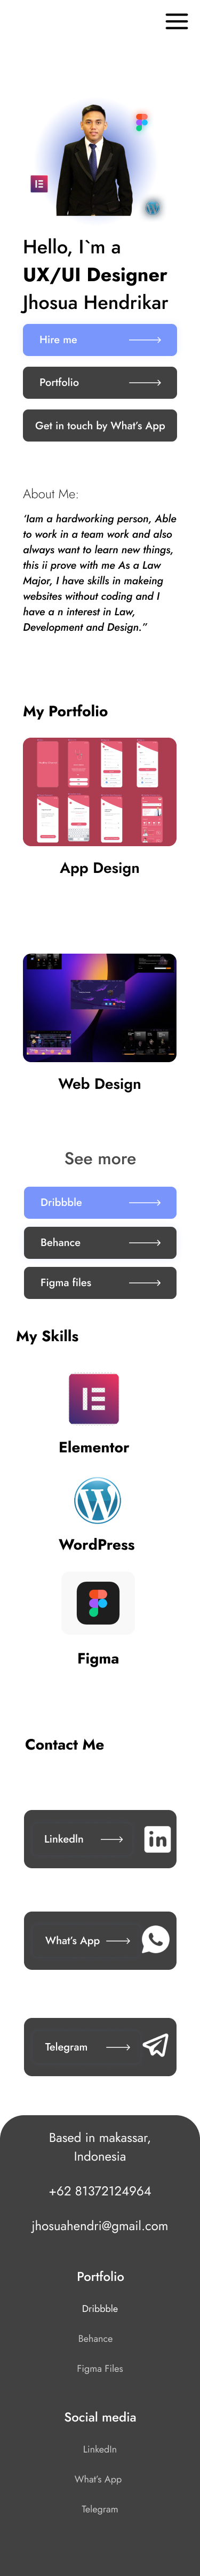 Hello, I`m a
UX/UI Designer
Jhosua Hendrikar
Hire me
Portfolio
Get in touch by What's App
About Me:
‘Iam a hardworking person, Able
to work in a team work and also
always want to learn new things,
this ii prove with me As a Law
Major, I have skills in makeing
websites without coding and I
have a n interest in Law,
Development and Design.”
My Portfolio
App Design
Web Design
See more
Dribbble
Behance
Figma files
My Skills
Elementor
WordPress
Figma
Contact Me
LinkedIn
What's App
Telegram
Based in makassar,
Indonesia
+62 81372124964
jhosuahendri@gmail.com
Portfolio
Dribbble
Behance
Figma Files
Social media
LinkedIn
What's App
Telegram